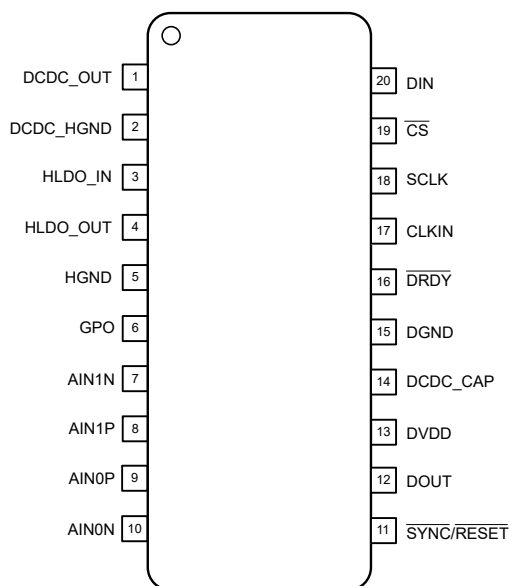 DCDC_OUT 1
DCDC_HGND 2
HLDO_IN 3
HLDO_OUT 4
HGND 5
GPO 6
AIN1N 7
AIN1P 8
AIN0P 9
AIN0N 10
20 DIN
19 CS
18 SCLK
17 CLKIN
16 DRDY
15 DGND
14 DCDC_CAP
13 DVDD
12 DOUT
11 SYNC/RESET